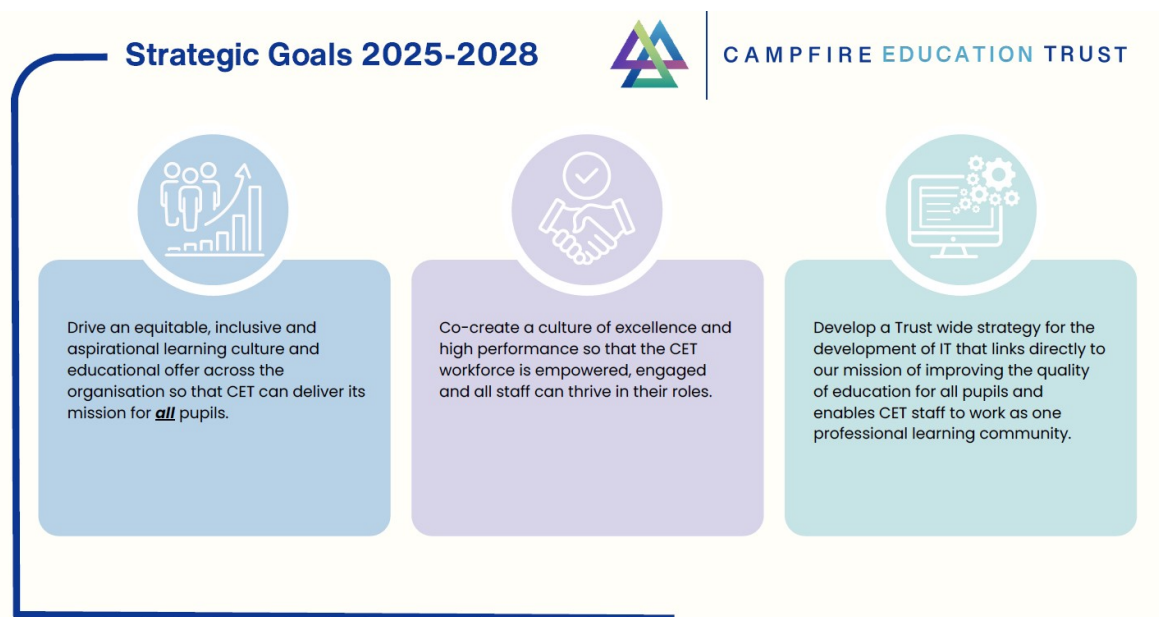 Strategic Goals 2025-2028
CAMPFIRE EDUCATION TRUST
Drive an equitable, inclusive and
aspirational learning culture and
educational offer across the
organisation so that CET can deliver its
mission for all pupils.
Co-create a culture of excellence and
high performance so that the CET
workforce is empowered, engaged
and all staff can thrive in their roles.
Develop a Trust wide strategy for the
development of IT that links directly to
our mission of improving the quality
of education for all pupils and
enables CET staff to work as one
professional learning community.